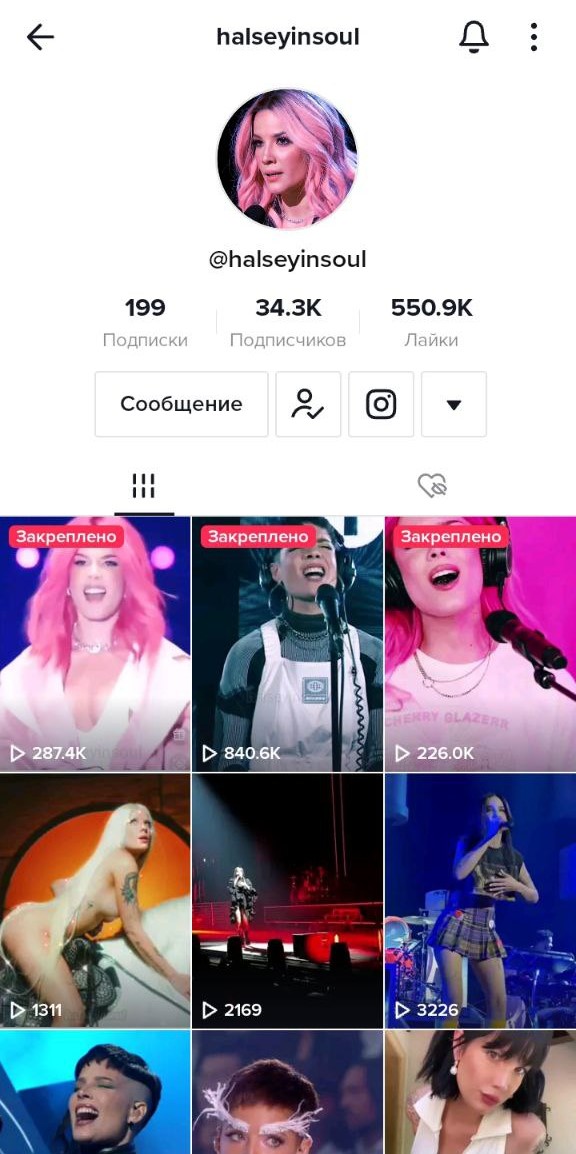 halseyinsoul
@halseyinsoul
199 34.3K 550.9K
Подписки Подписчиков Лайки
Сообщение
Закреплено Закреплено Закреплено
CHERRY GLAZERR
287.4K 840.6K 226.0K
1311 2169 3226